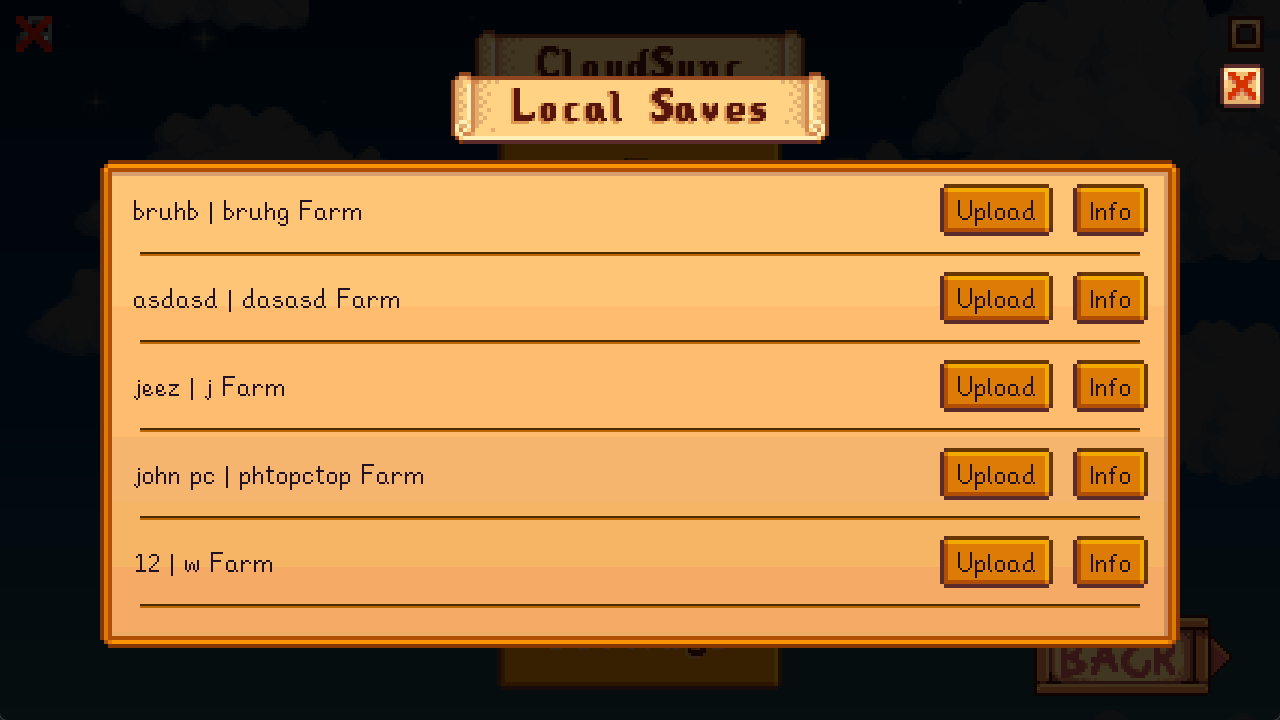 CloudSync
Local Saves
bruhb | bruhg Farm Upload Info
asdasd | dasasd Farm Upload Info
jeez | j Farm Upload Info
john pc | phtopctop Farm Upload Info
12 | w Farm Upload Info
BACK